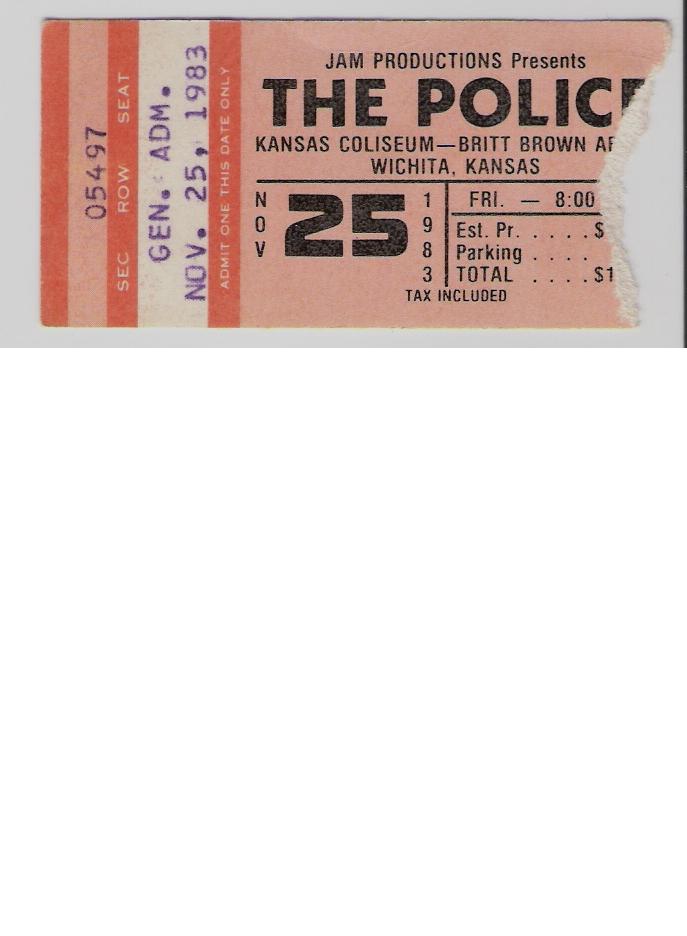 05497
SEC ROW SEAT
GEN. ADM.
NOV. 25, 1983
ADMIT ONE THIS DATE ONLY
JAM PRODUCTIONS Presents
THE POLICE
KANSAS COLISEUM—BRITT BROWN AR
WICHITA, KANSAS
NOV 25 1983
FRI. — 8:00
Est. Pr. . . . . $
Parking . . . .
TOTAL . . . . $1
TAX INCLUDED